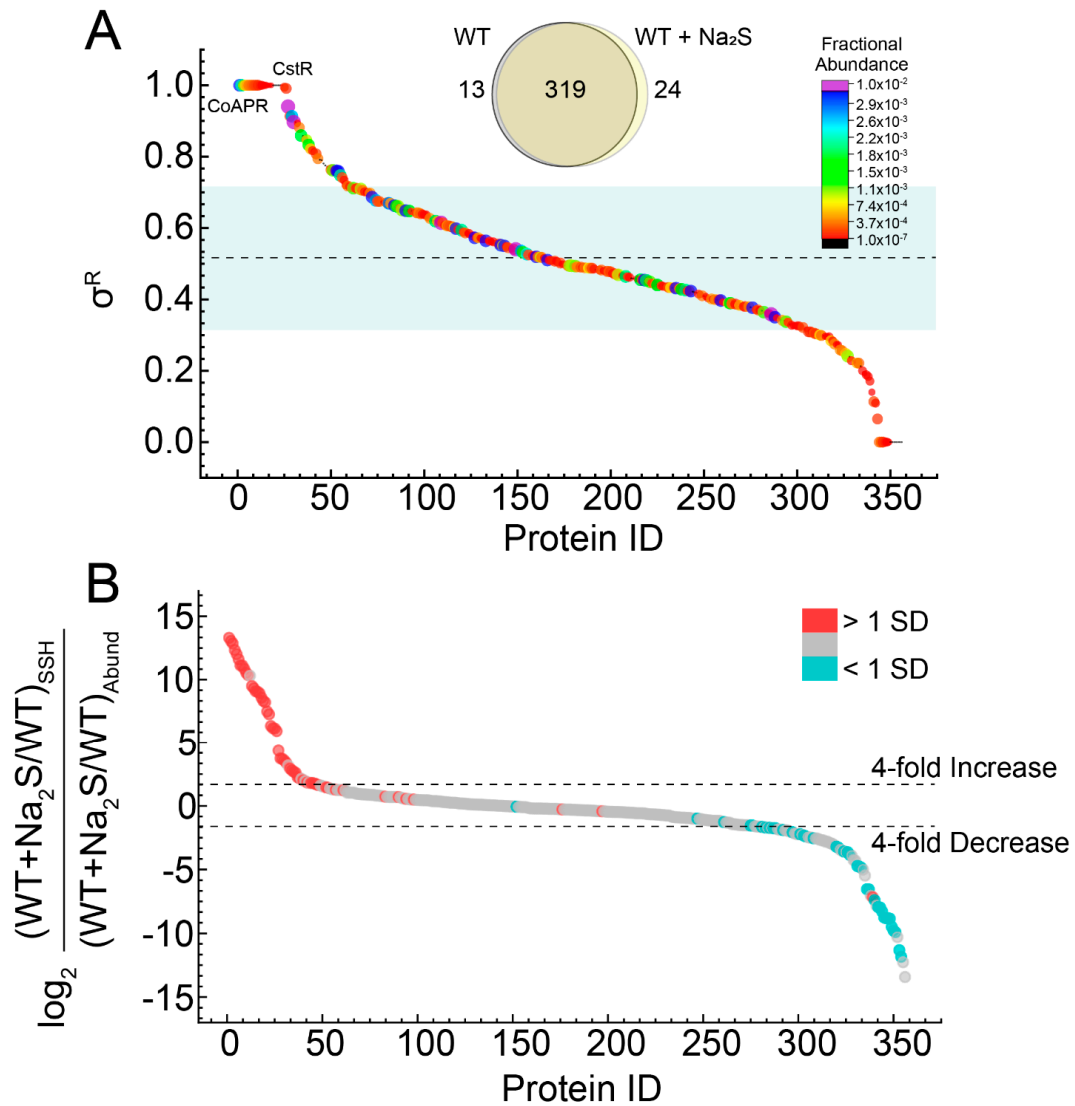 A
WT
WT + Na₂S
13
319
24
Fractional
Abundance
1.0x10⁻²
2.9x10⁻³
2.6x10⁻³
2.2x10⁻³
1.8x10⁻³
1.5x10⁻³
1.1x10⁻³
7.4x10⁻⁴
3.7x10⁻⁴
1.0x10⁻⁷
CstR
CoAPR
1.0
0.8
0.6
0.4
0.2
0.0
σᴿ
0 50 100 150 200 250 300 350
Protein ID
B
> 1 SD
< 1 SD
15
10
5
0
-5
-10
-15
4-fold Increase
4-fold Decrease
log₂ (WT+Na₂S/WT)SSH
(WT+Na₂S/WT)Abund
0 50 100 150 200 250 300 350
Protein ID